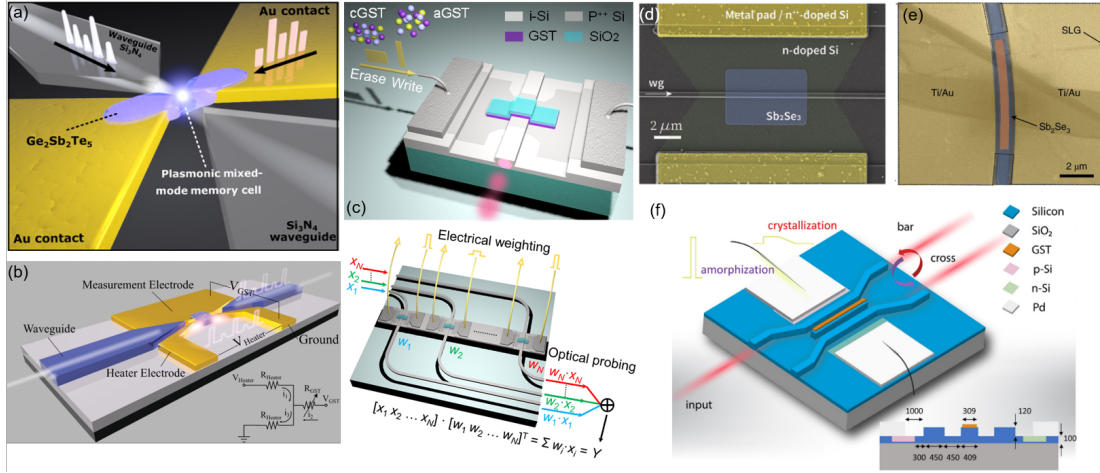 (a)
Au contact
Waveguide
Si₃N₄
Ge₂Sb₂Te₅
Plasmonic mixed-
mode memory cell
Au contact
Si₃N₄
waveguide
(b)
Measurement Electrode
V_GST
Waveguide
V_Heater
Ground
Heater Electrode
V_Heater
R_Heater
R_GST
V_GST
i₁
i₂
i₃
R_Heater
cGST
aGST
i-Si
P⁺⁺ Si
GST
SiO₂
Erase
Write
(c)
Electrical weighting
x_N
x₂
x₁
w₁
w₂
w_N
Optical probing
w_N·x_N
w₂·x₂
w₁·x₁
[x₁ x₂ … x_N] · [w₁ w₂ … w_N]ᵀ = Σ wᵢ·xᵢ = Y
(d)
Metal pad / n⁺⁺-doped Si
n-doped Si
wg
Sb₂Se₃
2 μm
(e)
SLG
Ti/Au
Ti/Au
Sb₂Se₃
2 μm
(f)
crystallization
amorphization
bar
cross
input
Silicon
SiO₂
GST
p-Si
n-Si
Pd
1000
309
120
100
300
450
450
409